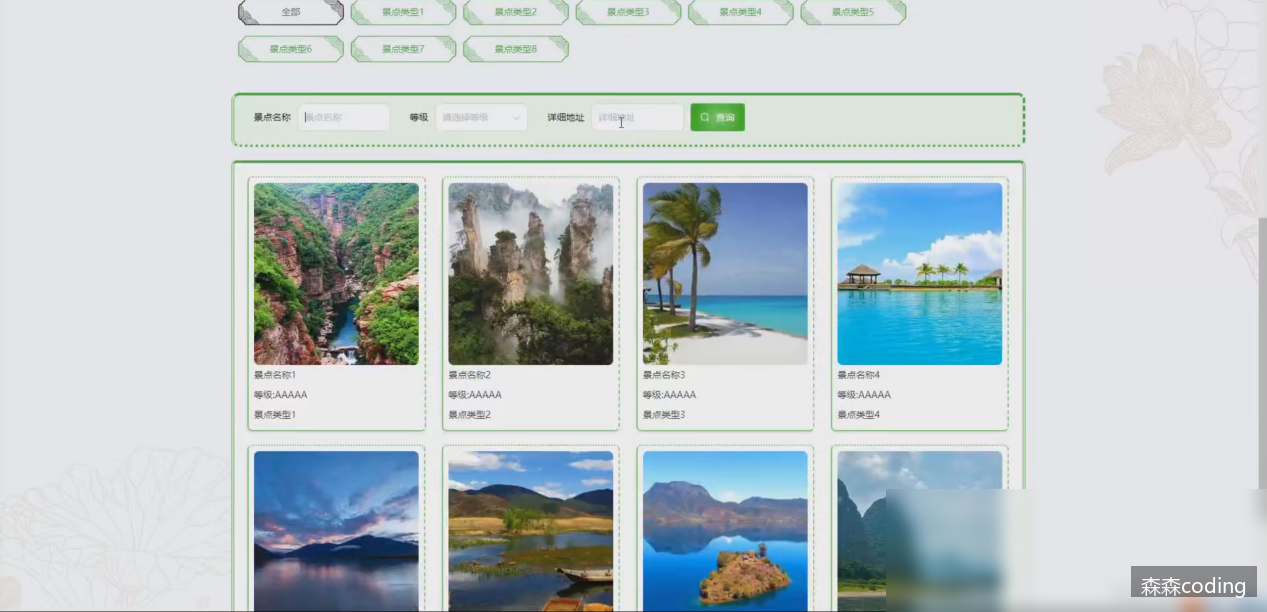 全部 景点类型1 景点类型2 景点类型3 景点类型4 景点类型5
景点类型6 景点类型7 景点类型8
景点名称 景点名称 等级 请选择等级 详细地址 详细地址 查询
景点名称1 景点名称2 景点名称3 景点名称4
等级:AAAAA 等级:AAAAA 等级:AAAAA 等级:AAAAA
景点类型1 景点类型2 景点类型3 景点类型4
森森coding